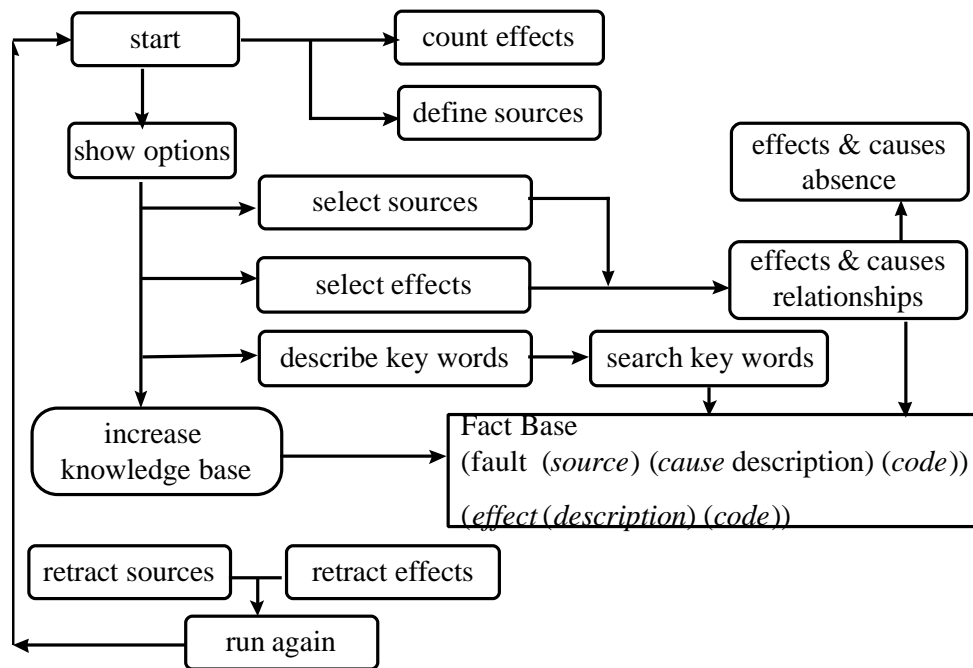 start
count effects
define sources
show options
effects & causes
absence
select sources
effects & causes
relationships
select effects
describe key words
search key words
increase
knowledge base
Fact Base
(fault (source) (cause description) (code))
(effect (description) (code))
retract sources
retract effects
run again